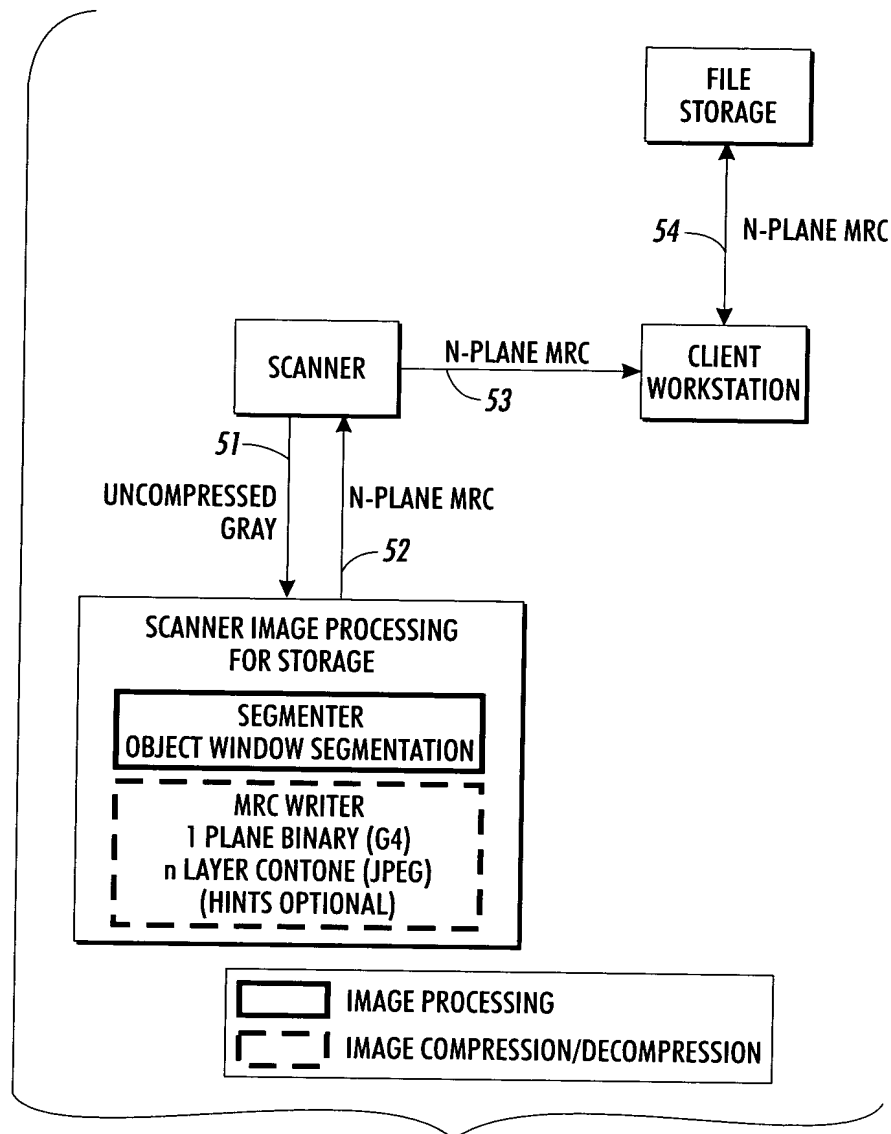 FILE
STORAGE
54
N-PLANE MRC
SCANNER
N-PLANE MRC
53
CLIENT
WORKSTATION
51
UNCOMPRESSED
GRAY
N-PLANE MRC
52
SCANNER IMAGE PROCESSING
FOR STORAGE
SEGMENTER
OBJECT WINDOW SEGMENTATION
MRC WRITER
1 PLANE BINARY (G4)
n LAYER CONTONE (JPEG)
(HINTS OPTIONAL)
IMAGE PROCESSING
IMAGE COMPRESSION/DECOMPRESSION